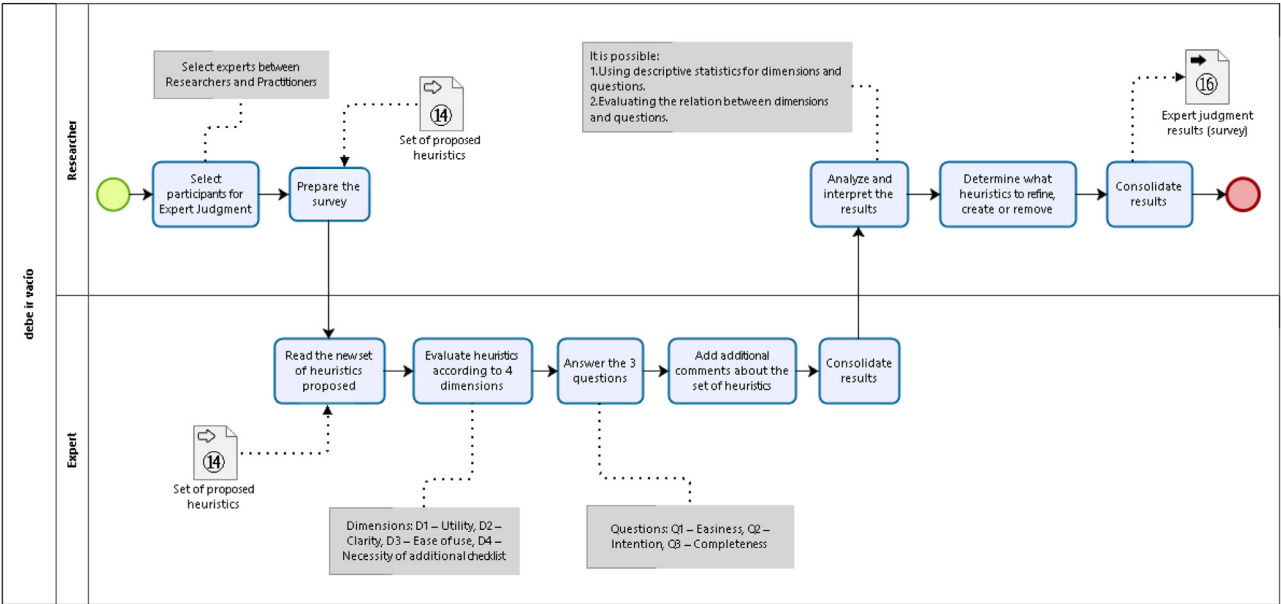 debe ir vacío
Researcher
Select experts between
Researchers and Practitioners
14
Set of proposed
heuristics
It is possible:
1.Using descriptive statistics for dimensions and
questions.
2.Evaluating the relation between dimensions
and questions.
16
Expert judgment
results (survey)
Select
participants for
Expert Judgment
Prepare the
survey
Analyze and
interpret the
results
Determine what
heuristics to refine,
create or remove
Consolidate
results
Expert
Read the new set
of heuristics
proposed
Evaluate heuristics
according to 4
dimensions
Answer the 3
questions
Add additional
comments about the
set of heuristics
Consolidate
results
14
Set of proposed
heuristics
Dimensions: D1 – Utility, D2 –
Clarity, D3 – Ease of use, D4 –
Necessity of additional checklist
Questions: Q1 – Easiness, Q2 –
Intention, Q3 – Completeness